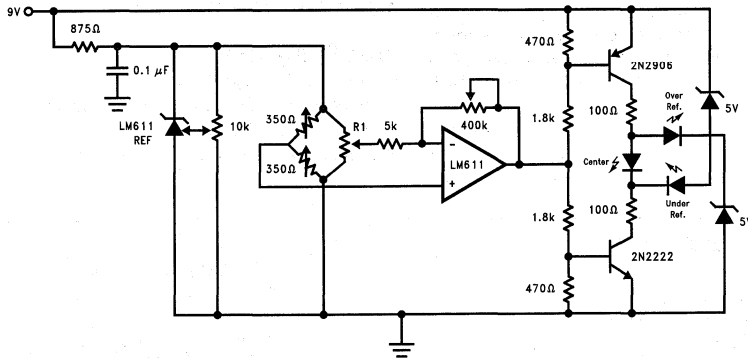 9V
875Ω
0.1 μF
LM611
REF
10k
350Ω
350Ω
R1
5k
400k
LM611
−
+
470Ω
2N2906
1.8k
100Ω
Over
Ref.
5V
Center
Under
Ref.
1.8k
100Ω
5V
2N2222
470Ω